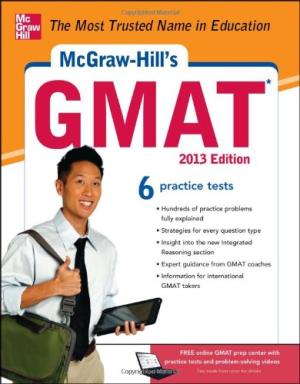 Mc
Graw
Hill
The Most Trusted Name in Education
McGraw-Hill's
GMAT*
2013 Edition
6 practice tests
• Hundreds of practice problems
fully explained
• Strategies for every question type
• Insight into the new Integrated
Reasoning section
• Expert guidance from GMAT coaches
• Information for international
GMAT takers
FREE online GMAT prep center with
practice tests and problem-solving videos